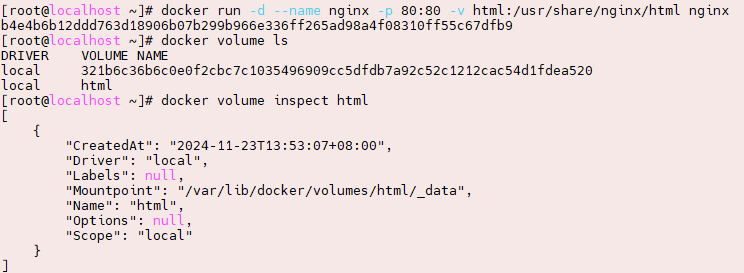 [root@localhost ~]# docker run -d --name nginx -p 80:80 -v html:/usr/share/nginx/html nginx
b4e4b6b12ddd763d18906b07b299b966e336ff265ad98a4f08310ff55c67dfb9
[root@localhost ~]# docker volume ls
DRIVER    VOLUME NAME
local     321b6c36b6c0e0f2cbc7c1035496909cc5dfdb7a92c52c1212cac54d1fdea520
local     html
[root@localhost ~]# docker volume inspect html
[
    {
        "CreatedAt": "2024-11-23T13:53:07+08:00",
        "Driver": "local",
        "Labels": null,
        "Mountpoint": "/var/lib/docker/volumes/html/_data",
        "Name": "html",
        "Options": null,
        "Scope": "local"
    }
]